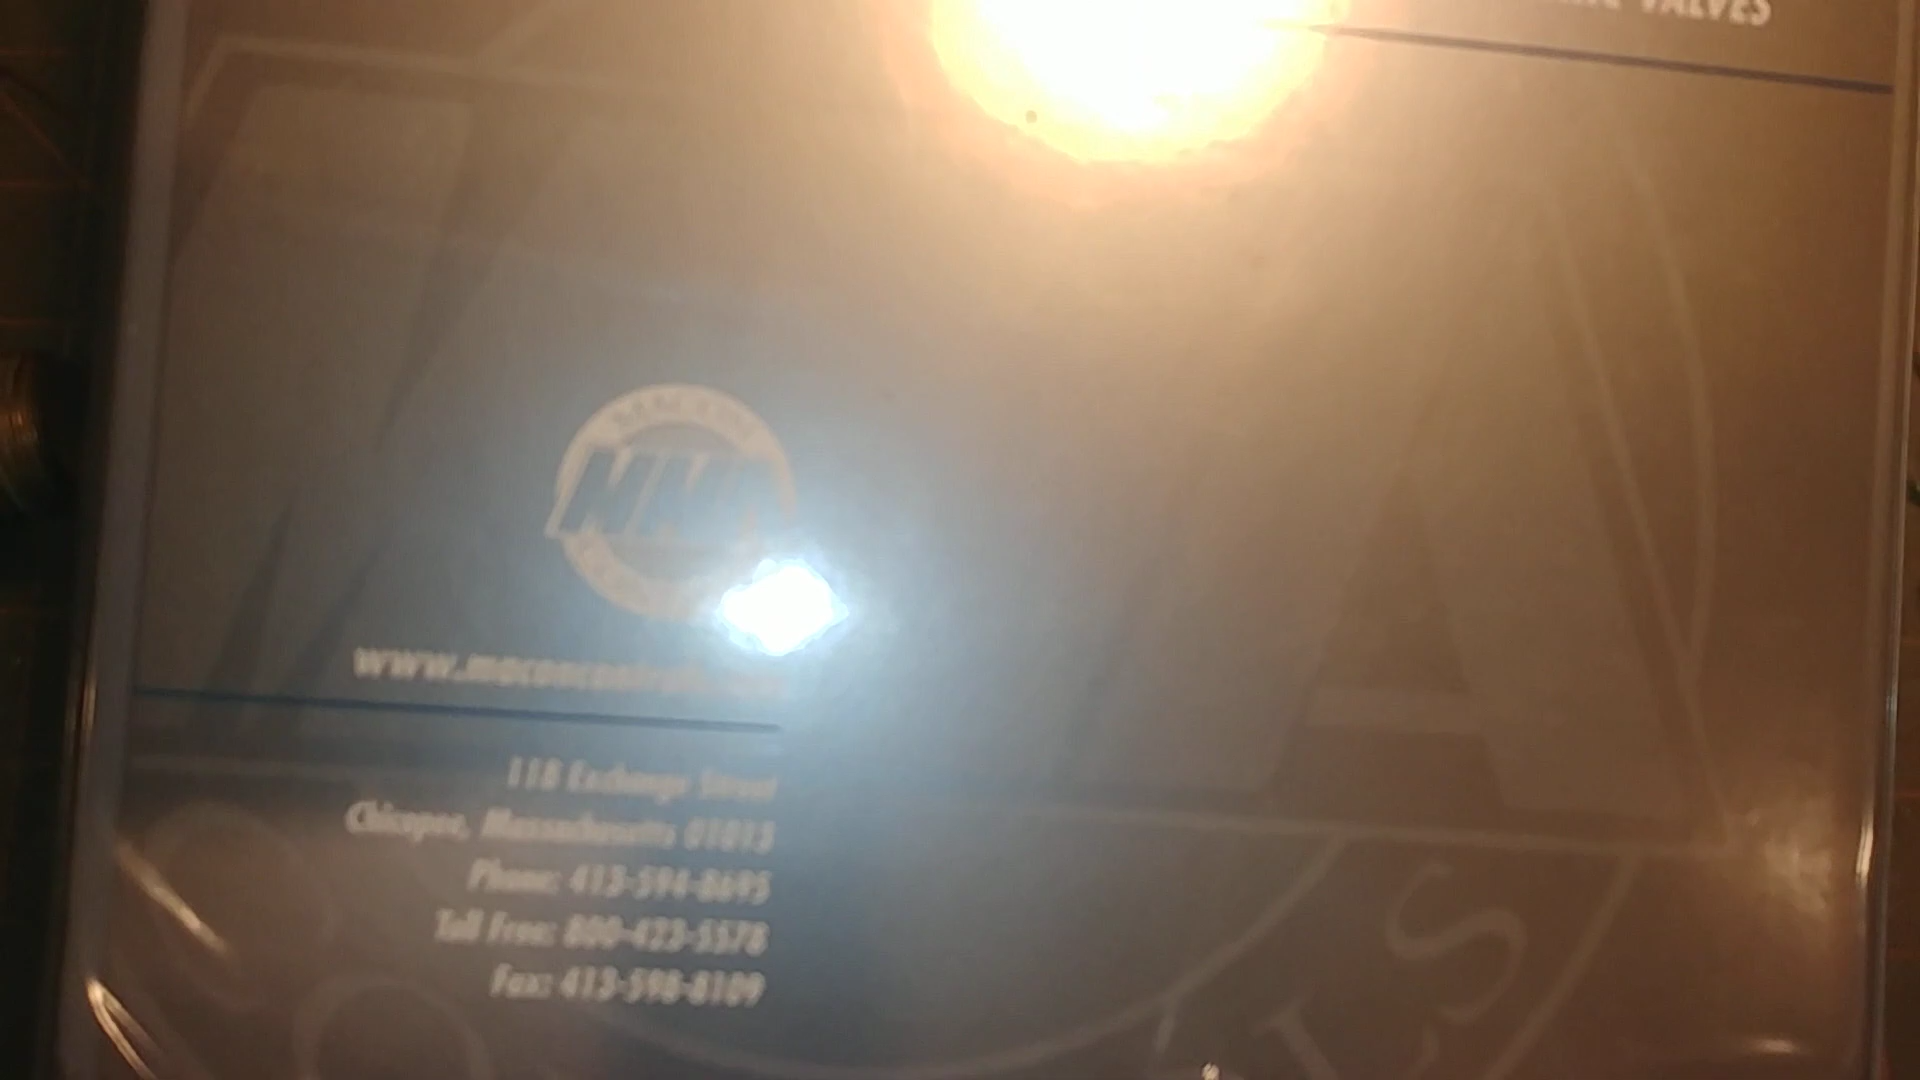 VALVES
MMA
118 Exchange Street
Chicopee, Massachusetts 01013
Phone: 413-594-8695
Toll Free: 800-423-5578
Fax: 413-598-8109